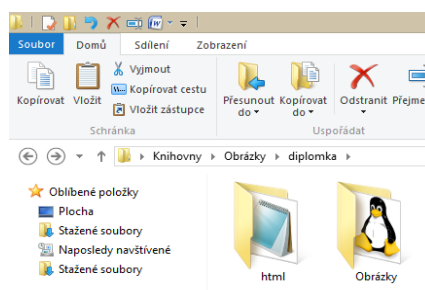 Soubor Domů Sdílení Zobrazení
Vyjmout
Kopírovat cestu
Vložit zástupce
Kopírovat Vložit
Přesunout do Kopírovat do Odstranit Přejme
Schránka Uspořádat
Knihovny Obrázky diplomka
Oblíbené položky
Plocha
Stažené soubory
Naposledy navštívené
Stažené soubory
html Obrázky